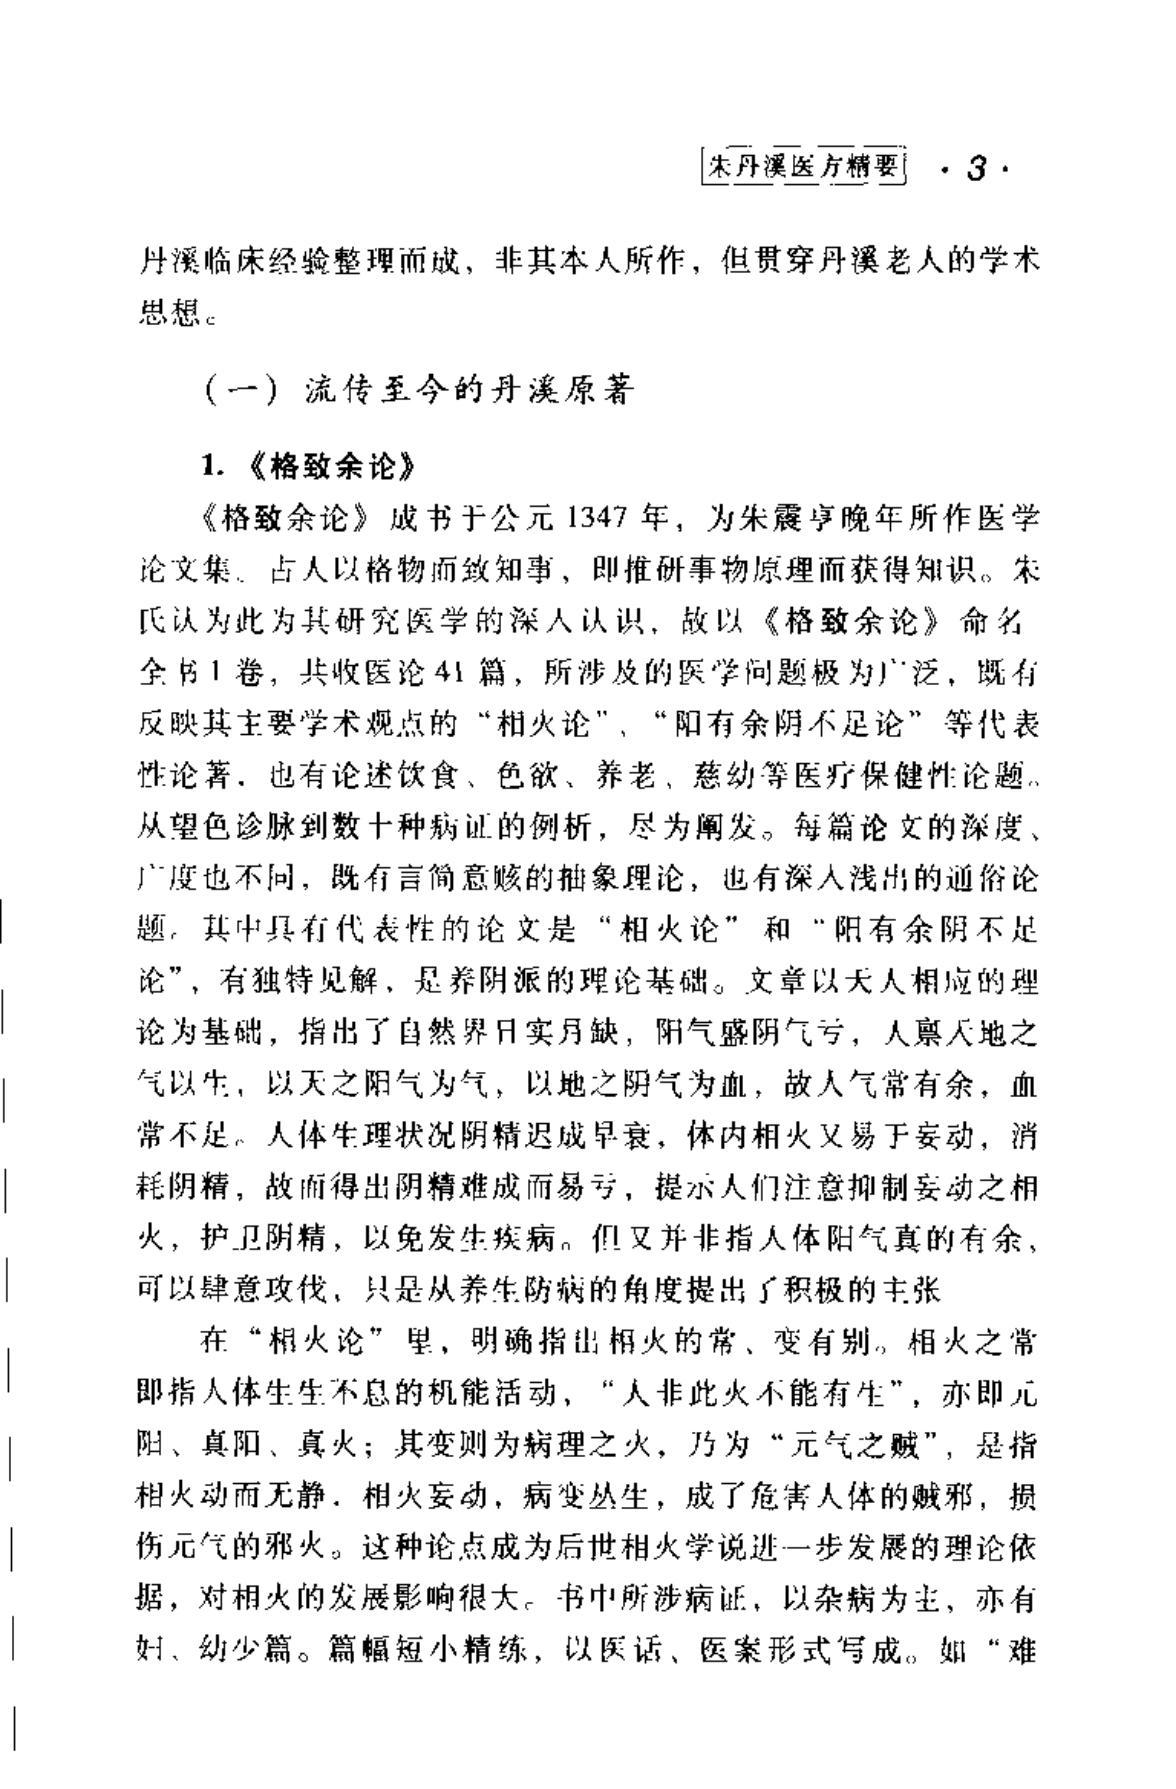 朱丹溪医方精要 ·3·
丹溪临床经验整理而成，非其本人所作，但贯穿丹溪老人的学术
思想。
（一）流传至今的丹溪原著
1.《格致余论》
《格致余论》成书于公元 1347 年，为朱震亨晚年所作医学
论文集。古人以格物而致知事，即推研事物原理而获得知识。朱
氏认为此为其研究医学的深入认识，故以《格致余论》命名
全书 1 卷，共收医论 41 篇，所涉及的医学问题极为广泛，既有
反映其主要学术观点的“相火论”、“阳有余阴不足论”等代表
性论著，也有论述饮食、色欲、养老、慈幼等医疗保健性论题。
从望色诊脉到数十种病证的例析，尽为阐发。每篇论文的深度、
广度也不同，既有言简意赅的抽象理论，也有深入浅出的通俗论
题。其中具有代表性的论文是“相火论”和“阳有余阴不足
论”，有独特见解，是养阴派的理论基础。文章以天人相应的理
论为基础，指出了自然界日实月缺，阳气盛阴气亏，人禀天地之
气以生，以天之阳气为气，以地之阴气为血，故人气常有余，血
常不足。人体生理状况阴精迟成早衰，体内相火又易于妄动，消
耗阴精，故而得出阴精难成而易亏，提示人们注意抑制妄动之相
火，护卫阴精，以免发生疾病。但又并非指人体阳气真的有余、
可以肆意攻伐，只是从养生防病的角度提出了积极的主张
在“相火论”里，明确指出相火的常、变有别。相火之常
即指人体生生不息的机能活动，“人非此火不能有生”，亦即元
阳、真阳、真火；其变则为病理之火，乃为“元气之贼”，是指
相火动而无静．相火妄动，病变丛生，成了危害人体的贼邪，损
伤元气的邪火。这种论点成为后世相火学说进一步发展的理论依
据，对相火的发展影响很大。书中所涉病证，以杂病为主，亦有
妇、幼少篇。篇幅短小精练，以医话、医案形式写成。如“难